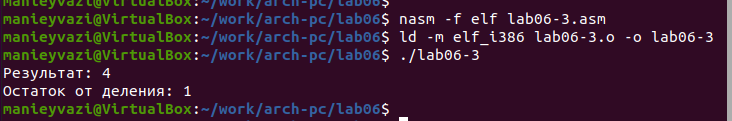 manieyvazi@VirtualBox:~/work/arch-pc/lab06$
manieyvazi@VirtualBox:~/work/arch-pc/lab06$ nasm -f elf lab06-3.asm
manieyvazi@VirtualBox:~/work/arch-pc/lab06$ ld -m elf_i386 lab06-3.o -o lab06-3
manieyvazi@VirtualBox:~/work/arch-pc/lab06$ ./lab06-3
Результат: 4
Остаток от деления: 1
manieyvazi@VirtualBox:~/work/arch-pc/lab06$